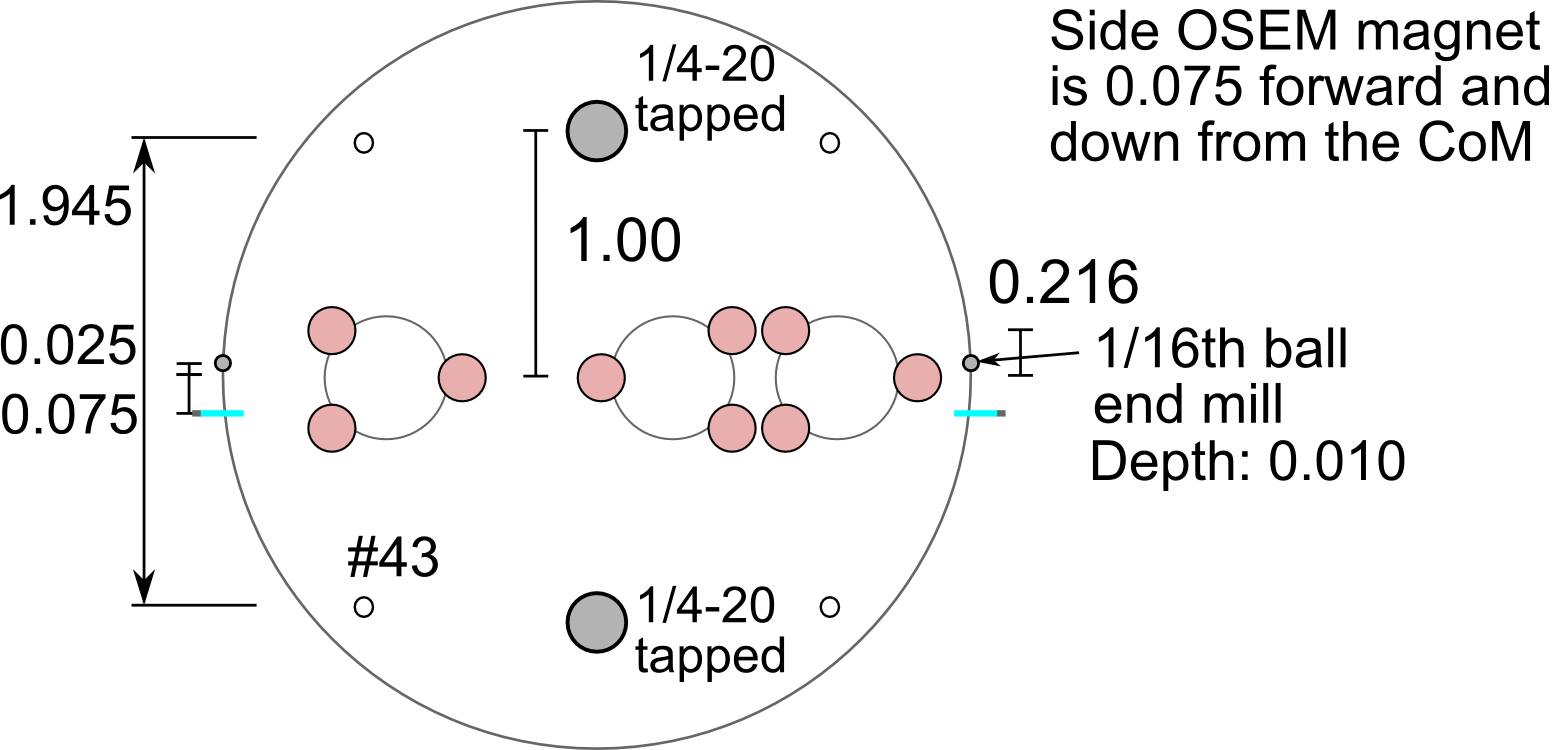 Side OSEM magnet
is 0.075 forward and
down from the CoM
1/4-20
tapped
1.945
1.00
0.216
0.025
1/16th ball
end mill
Depth: 0.010
0.075
#43
1/4-20
tapped